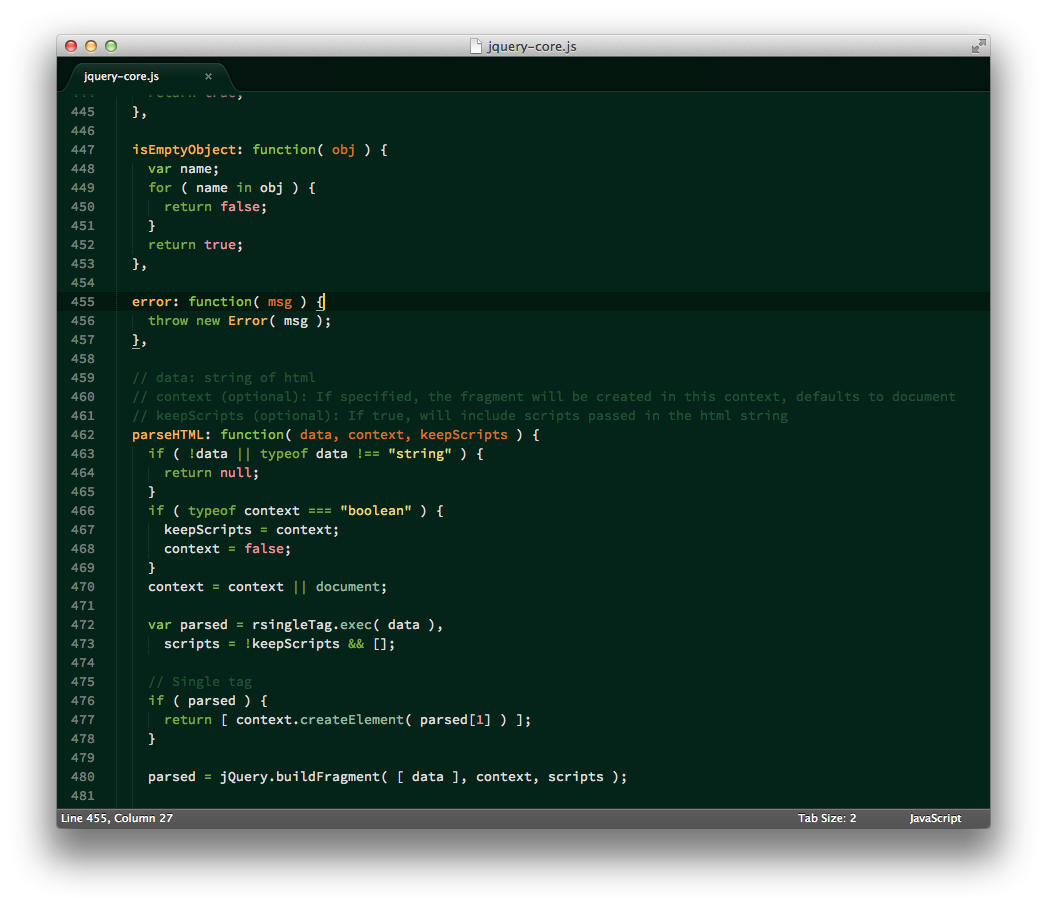 jquery-core.js
jquery-core.js ×
444 return true;
445 },
446
447 isEmptyObject: function( obj ) {
448 var name;
449 for ( name in obj ) {
450 return false;
451 }
452 return true;
453 },
454
455 error: function( msg ) {
456 throw new Error( msg );
457 },
458
459 // data: string of html
460 // context (optional): If specified, the fragment will be created in this context, defaults to document
461 // keepScripts (optional): If true, will include scripts passed in the html string
462 parseHTML: function( data, context, keepScripts ) {
463 if ( !data || typeof data !== "string" ) {
464 return null;
465 }
466 if ( typeof context === "boolean" ) {
467 keepScripts = context;
468 context = false;
469 }
470 context = context || document;
471
472 var parsed = rsingleTag.exec( data ),
473 scripts = !keepScripts && [];
474
475 // Single tag
476 if ( parsed ) {
477 return [ context.createElement( parsed[1] ) ];
478 }
479
480 parsed = jQuery.buildFragment( [ data ], context, scripts );
481
Line 455, Column 27 Tab Size: 2 JavaScript